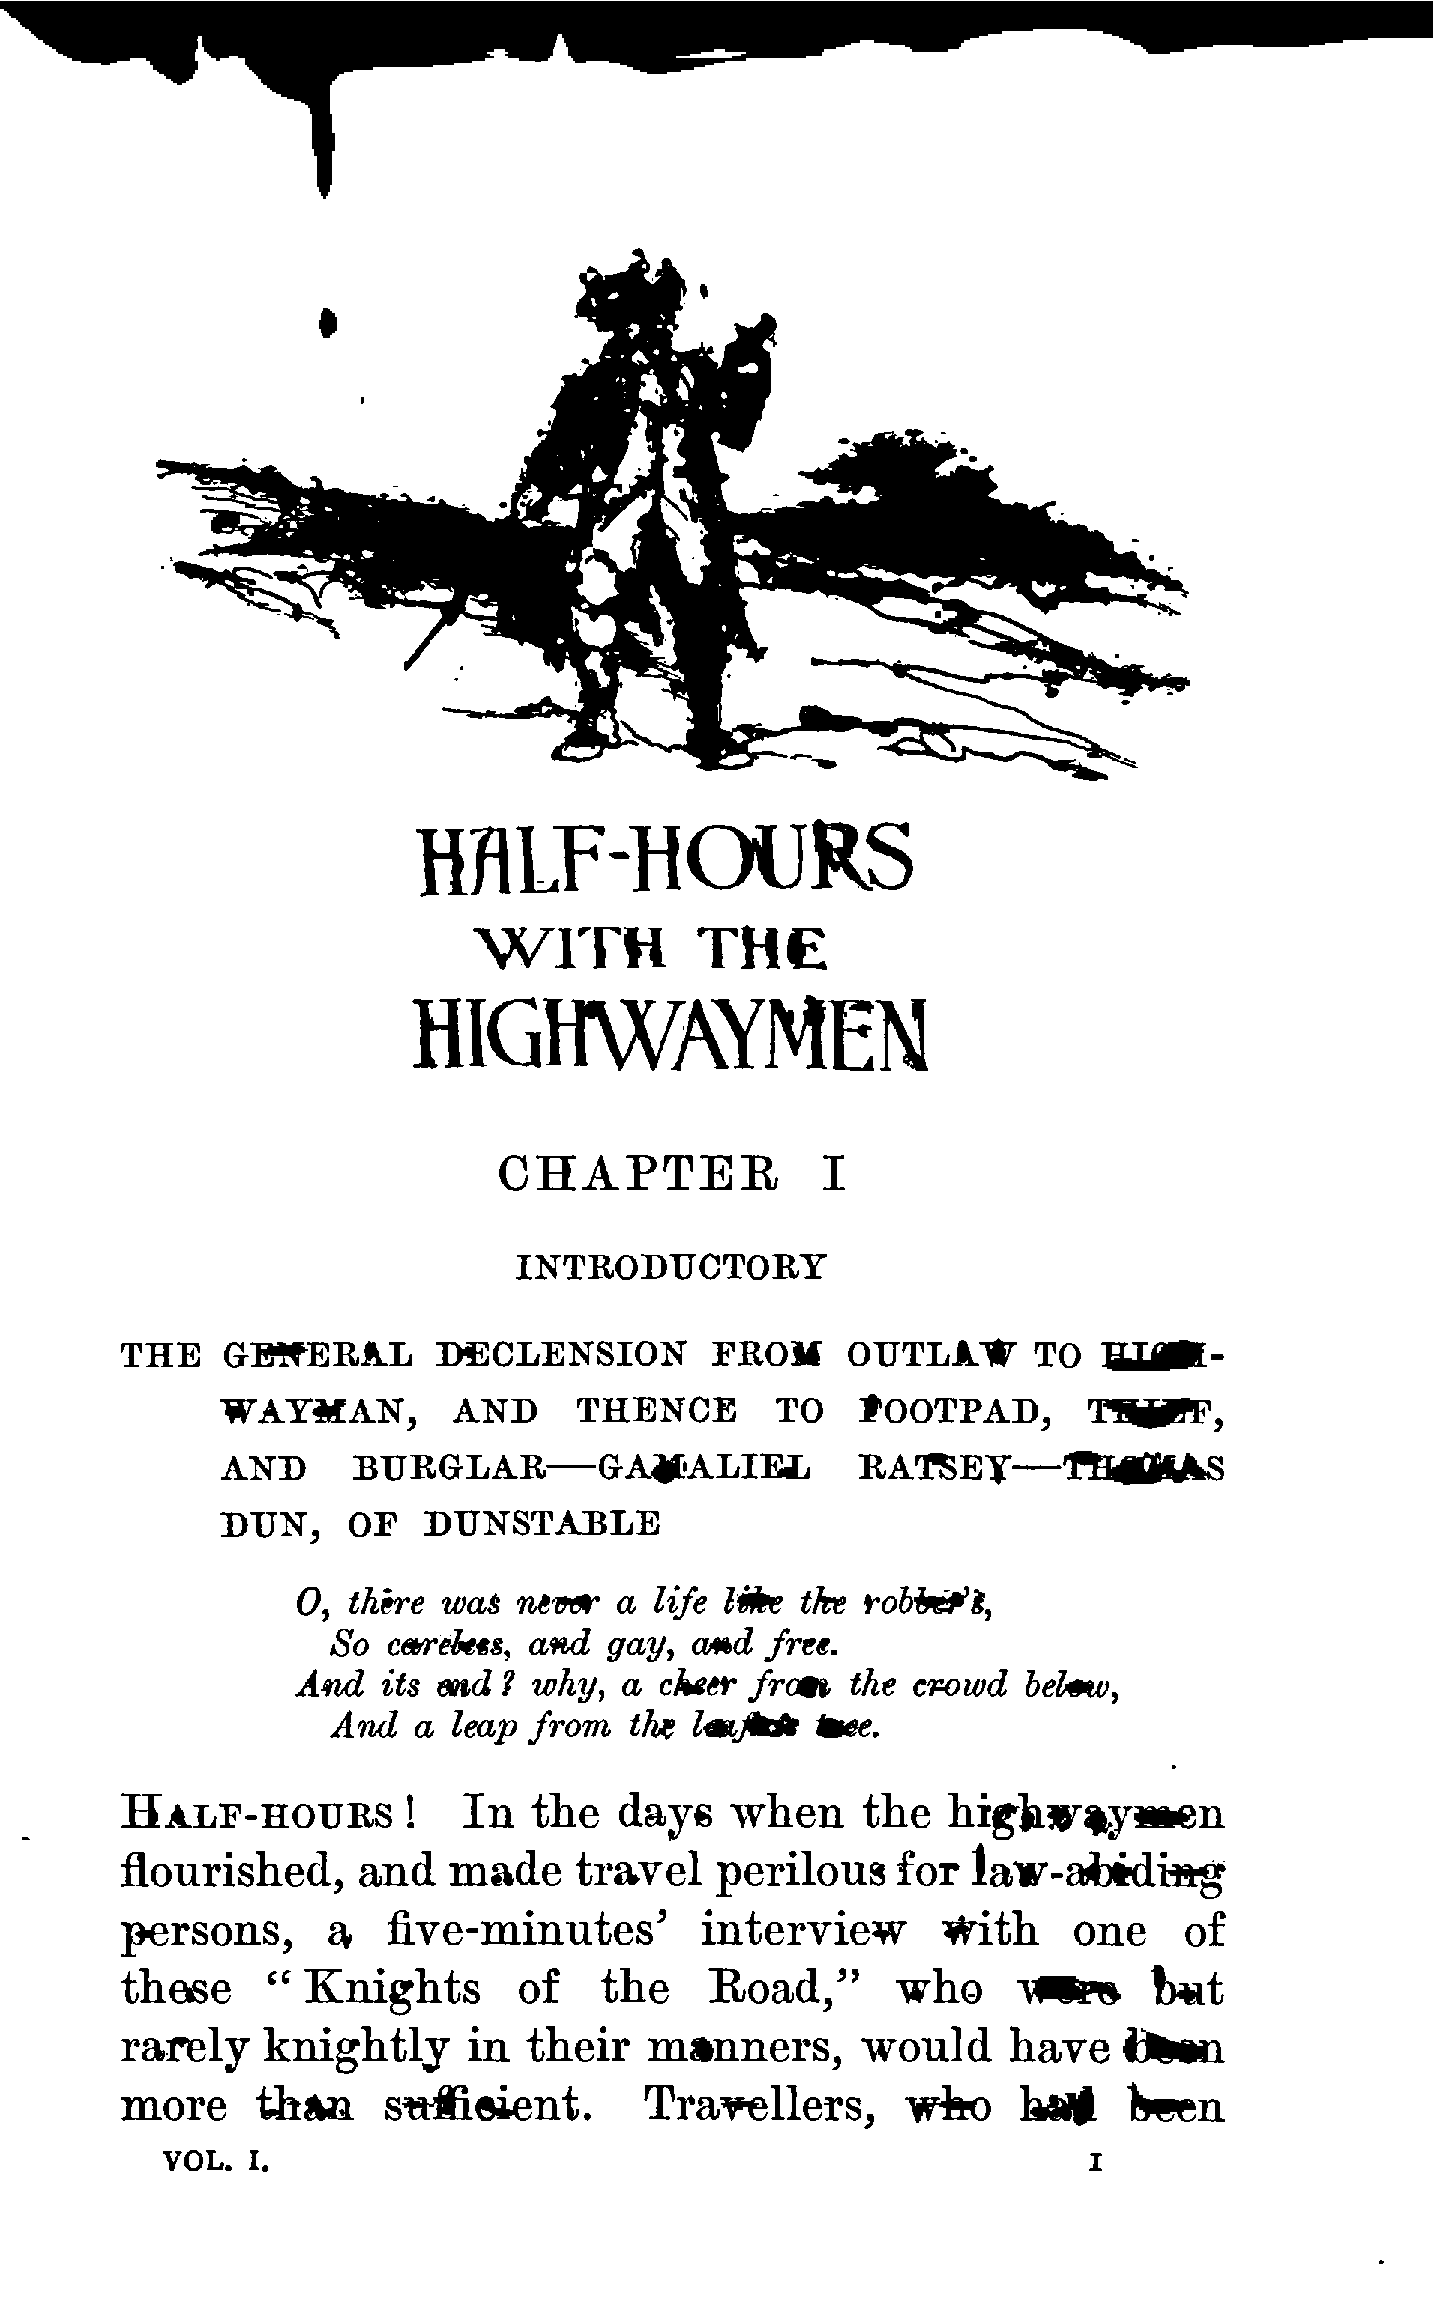 HALF-HOURS
WITH THE
HIGHWAYMEN
CHAPTER I
INTRODUCTORY
THE GENERAL DECLENSION FROM OUTLAW TO HIGH-
WAYMAN, AND THENCE TO FOOTPAD, THIEF,
AND BURGLAR—GAMALIEL RATSEY—THOMAS
DUN, OF DUNSTABLE
O, there was never a life like the robber's,
So careless, and gay, and free.
And its end? why, a cheer from the crowd below,
And a leap from the leafless tree.
HALF-HOURS! In the days when the highwaymen
flourished, and made travel perilous for law-abiding
persons, a five-minutes' interview with one of
these "Knights of the Road," who were but
rarely knightly in their manners, would have been
more than sufficient. Travellers, who had been
VOL. I. 1